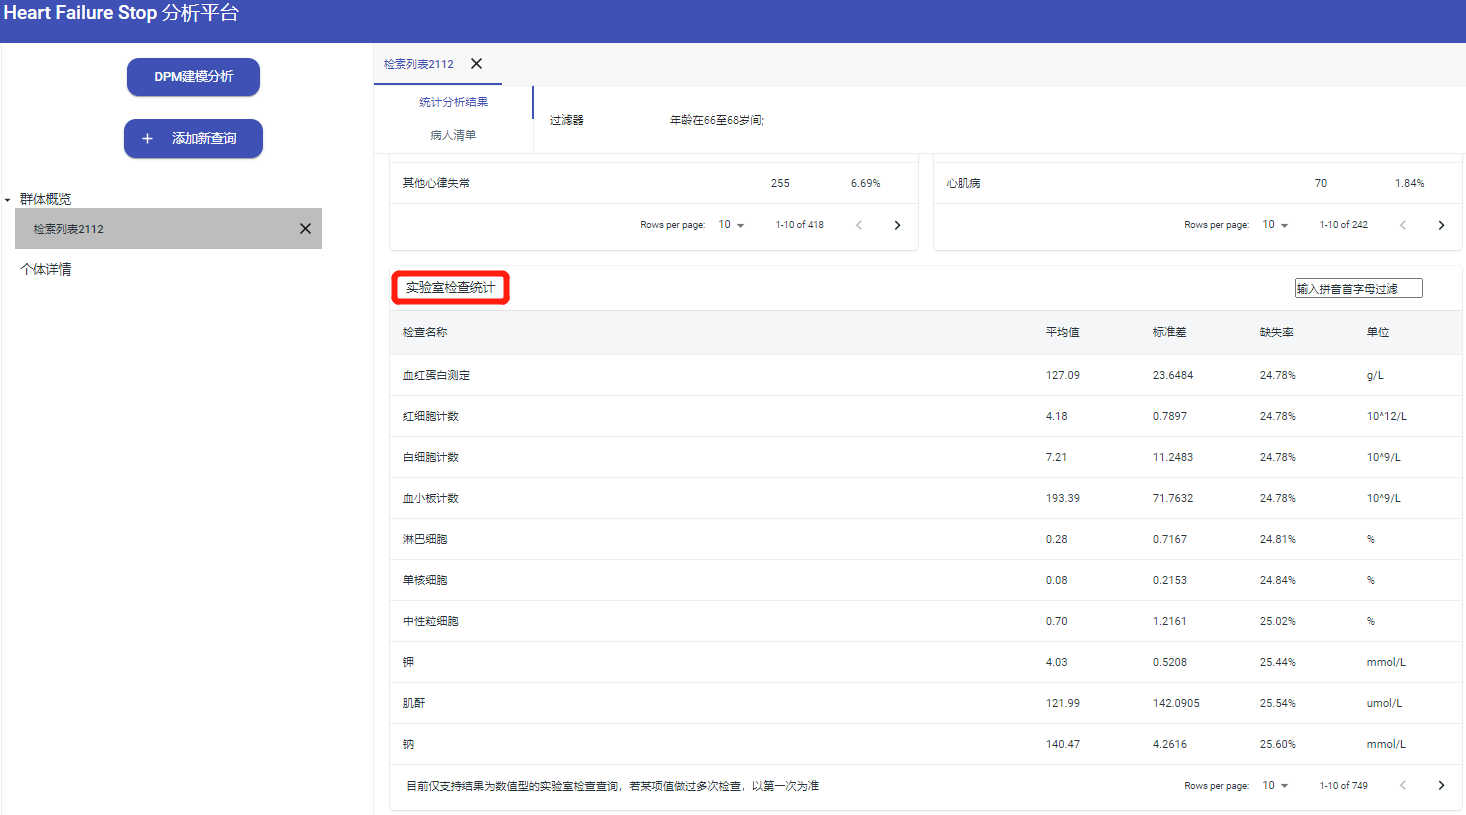 Heart Failure Stop 分析平台
DPM建模分析
+ 添加新查询
群体概览
检索列表2112
个体详情
检索列表2112
统计分析结果
病人清单
过滤器 年龄在66至68岁间;
其他心律失常 255 6.69%
Rows per page: 10 1-10 of 418
心肌病 70 1.84%
Rows per page: 10 1-10 of 242
实验室检查统计
输入拼音首字母过滤
检查名称 平均值 标准差 缺失率 单位
血红蛋白测定 127.09 23.6484 24.78% g/L
红细胞计数 4.18 0.7897 24.78% 10^12/L
白细胞计数 7.21 11.2483 24.78% 10^9/L
血小板计数 193.39 71.7632 24.78% 10^9/L
淋巴细胞 0.28 0.7167 24.81% %
单核细胞 0.08 0.2153 24.84% %
中性粒细胞 0.70 1.2161 25.02% %
钾 4.03 0.5208 25.44% mmol/L
肌酐 121.99 142.0905 25.54% umol/L
钠 140.47 4.2616 25.60% mmol/L
目前仅支持结果为数值型的实验室检查查询，若某项值做过多次检查，以第一次为准
Rows per page: 10 1-10 of 749